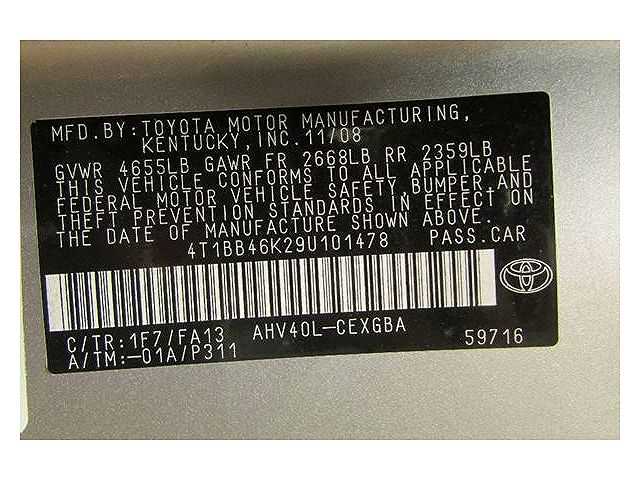 MFD.BY:TOYOTA MOTOR MANUFACTURING,
KENTUCKY,INC.11/08
GVWR 4655LB GAWR FR 2668LB RR 2359LB
THIS VEHICLE CONFORMS TO ALL APPLICABLE
FEDERAL MOTOR VEHICLE SAFETY,BUMPER,AND
THEFT PREVENTION STANDARDS IN EFFECT ON
THE DATE OF MANUFACTURE SHOWN ABOVE.
4T1BB46K29U101478 PASS.CAR
C/TR:1F7/FA13 AHV40L-CEXGBA
A/TM:-01A/P311 59716